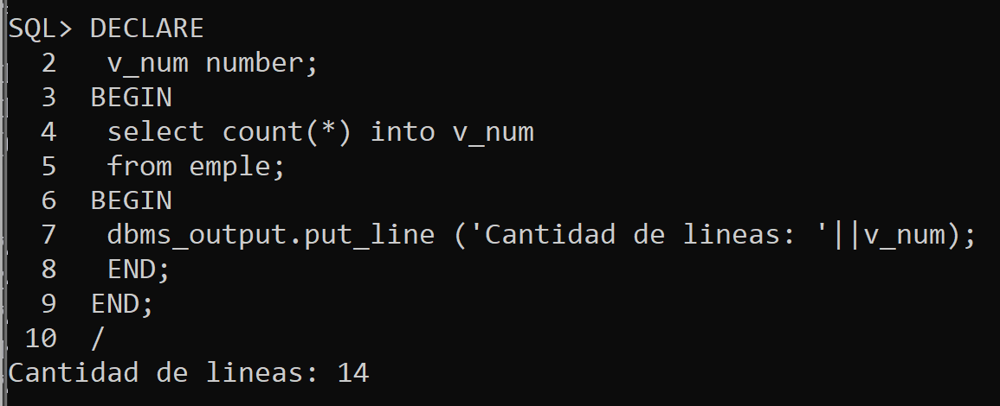 SQL> DECLARE
  2   v_num number;
  3  BEGIN
  4   select count(*) into v_num
  5   from emple;
  6  BEGIN
  7   dbms_output.put_line ('Cantidad de lineas: '||v_num);
  8   END;
  9  END;
 10  /
Cantidad de lineas: 14